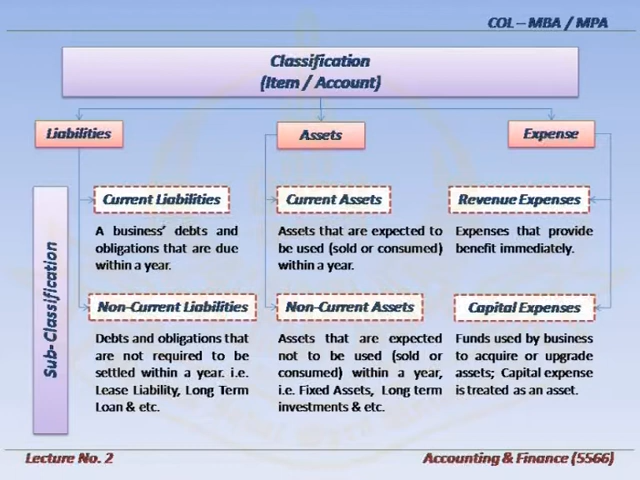 COL – MBA / MPA
Classification
(Item / Account)
Liabilities
Assets
Expense
Sub- Classification
Current Liabilities
A business' debts and
obligations that are due
within a year.
Current Assets
Assets that are expected to
be used (sold or consumed)
within a year.
Revenue Expenses
Expenses that provide
benefit immediately.
Non-Current Liabilities
Debts and obligations that
are not required to be
settled within a year. i.e.
Lease Liability, Long Term
Loan & etc.
Non-Current Assets
Assets that are expected
not to be used (sold or
consumed) within a year,
i.e. Fixed Assets, Long term
investments & etc.
Capital Expenses
Funds used by business
to acquire or upgrade
assets; Capital expense
is treated as an asset.
Lecture No. 2
Accounting & Finance (5566)